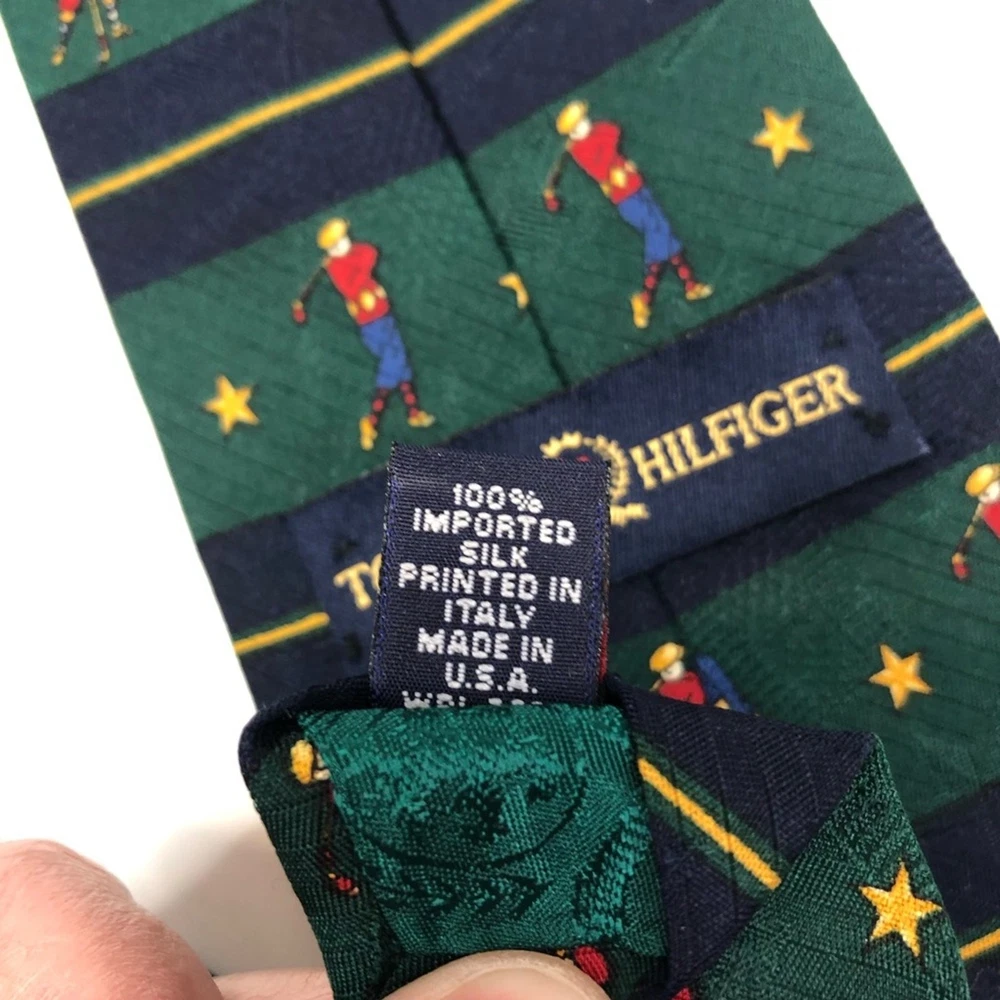 HILFIGER
100%
IMPORTED
SILK
PRINTED IN
ITALY
MADE IN
U.S.A.